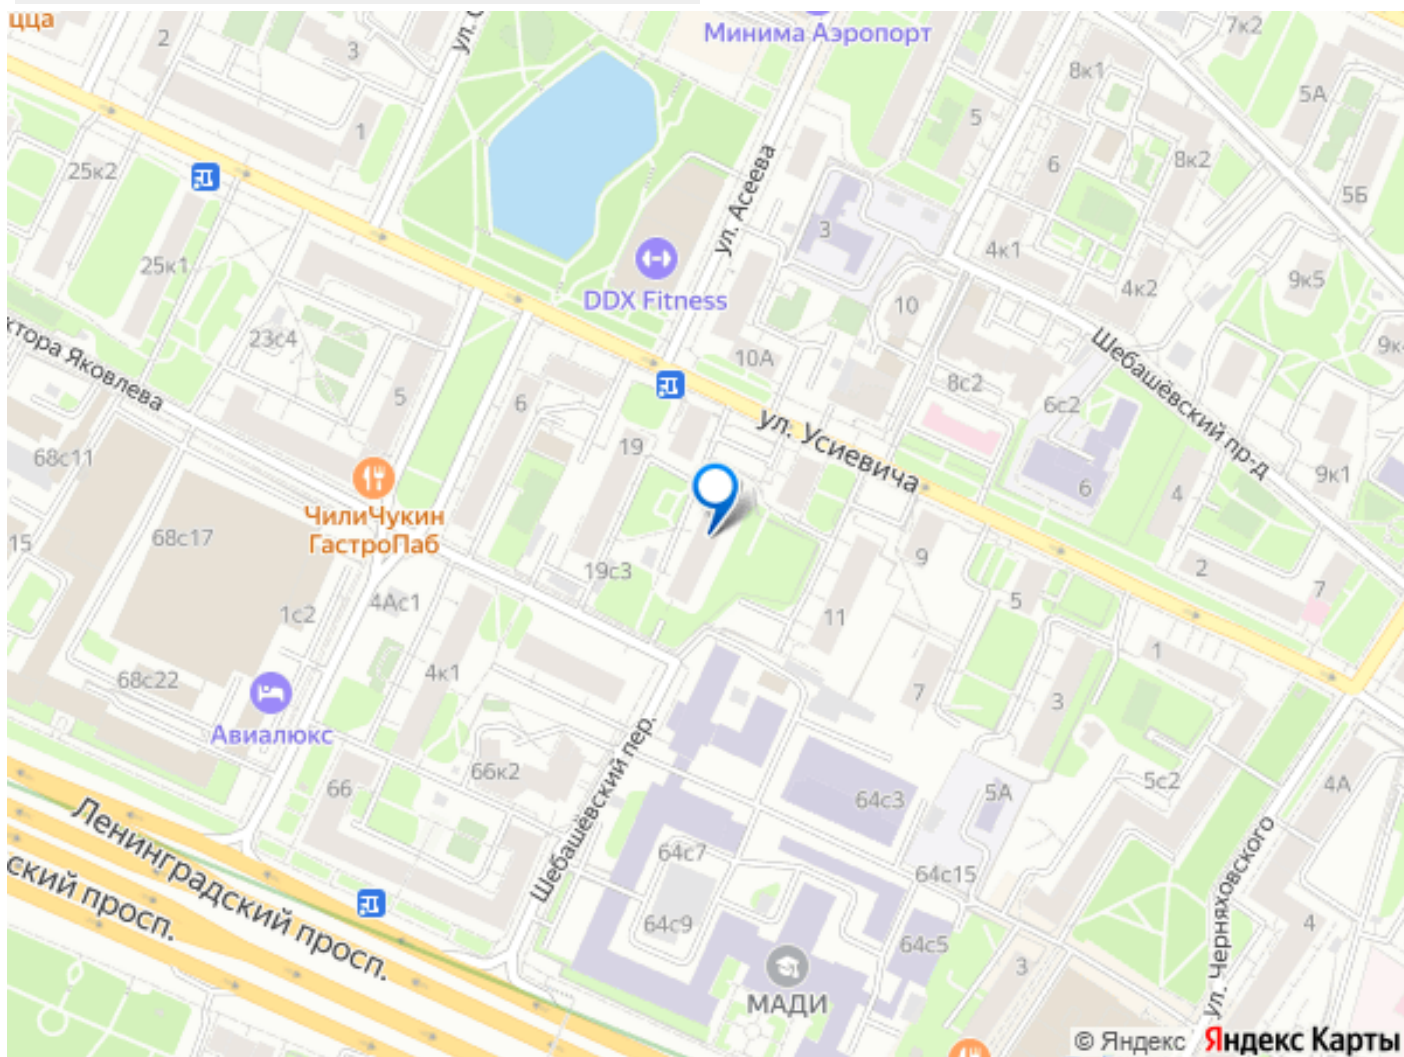 цца
2
3
1
ул. С
Минима Аэропорт
7к2
8к1
5А
5
6
8к2
5Б
25к2
ул. Асеева
3
4к1
25к1
DDX Fitness
4к2
9к5
10
23с4
10А
9к
ктора Яковлева
Шебашёвский пр-д
5
6
8с2
6с2
ул. Усиевича
19
68с11
9к1
6
4
ЧилиЧукин
ГастроПаб
68с17
15
9
19с3
2
7
5
4Ас1
1с2
11
1
4к1
68с22
7
3
Авиалюкс
Шебашёвский пер.
66к2
66
5с2
4А
64с3
5А
Ленинградский просп.
ский просп.
64с7
64с15
ул. Черняховского
64с9
64с5
4
3
МАДИ
© Яндекс Яндекс Карты